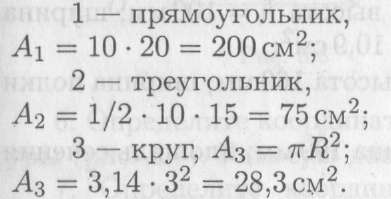 1 — прямоугольник,
A₁ = 10 · 20 = 200 см²;
2 треугольник,
A₂ = 1/2 · 10 15 = 75 см²;
3 круг, A₃ = πR²;
A₃ = 3,14 · 3² = 28,3 см².